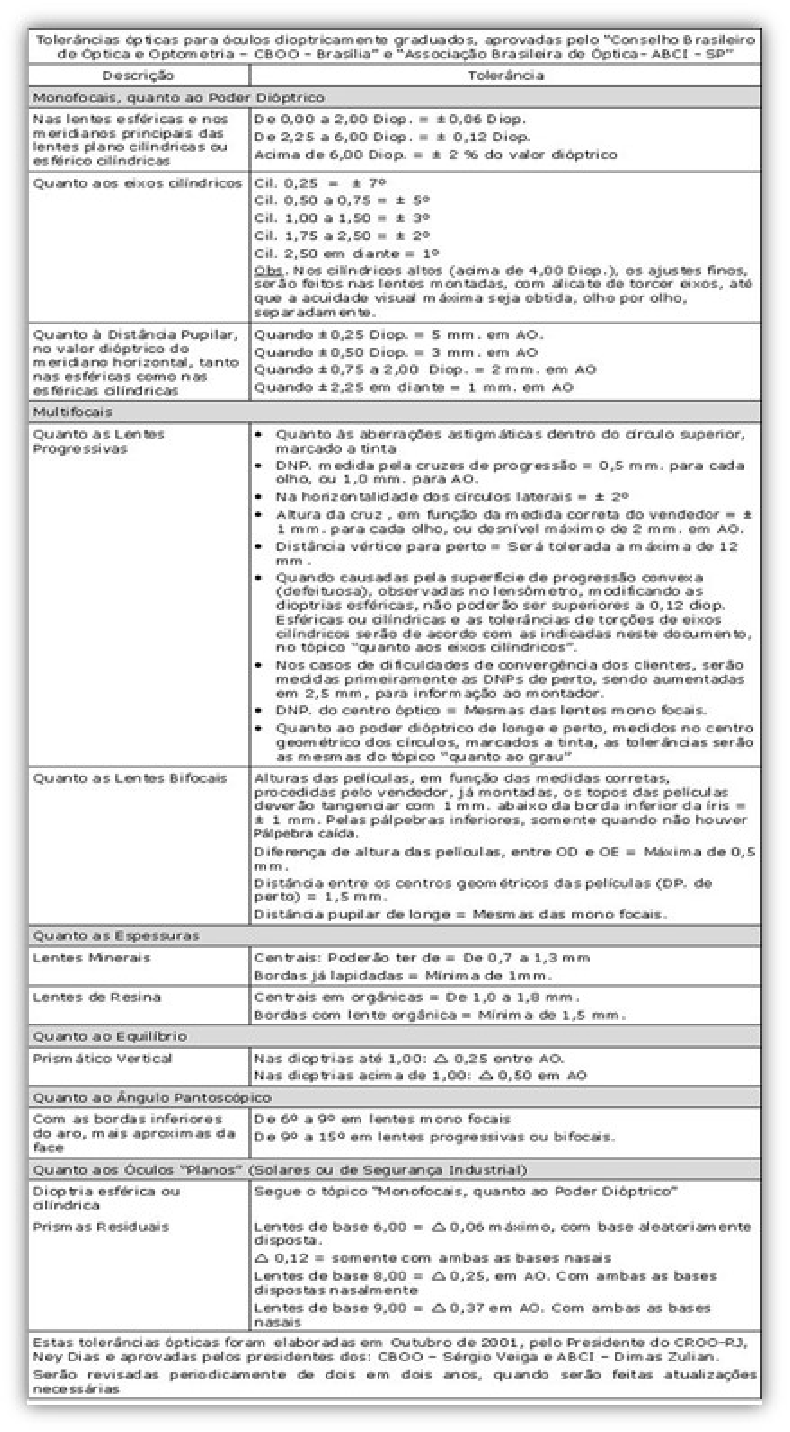 Tolerâncias ópticas para óculos dioptricamente graduados, aprovadas pelo "Conselho Brasileiro
de Óptica e Optometria – CBOO - Brasília" e "Associação Brasileira de Óptica- ABCI - SP"
Descrição
Tolerância
Monofocais, quanto ao Poder Dióptrico
Nas lentes esféricas e nos
meridianos principais das
lentes plano cilíndricas ou
esférico cilíndricas
De 0,00 a 2,00 Diop. = ±0,06 Diop.
De 2,25 a 6,00 Diop. = ± 0,12 Diop.
Acima de 6,00 Diop. = ± 2 % do valor dióptrico
Quanto aos eixos cilíndricos
Cil. 0,25 = ± 7º
Cil. 0,50 a 0,75 = ± 5º
Cil. 1,00 a 1,50 = ± 3º
Cil. 1,75 a 2,50 = ± 2º
Cil. 2,50 em diante = 1º
Obs. Nos cilíndricos altos (acima de 4,00 Diop.), os ajustes finos,
serão feitos nas lentes montadas, com alicate de torcer eixos, até
que a acuidade visual máxima seja obtida, olho por olho,
separadamente.
Quanto à Distância Pupilar,
no valor dióptrico do
meridiano horizontal, tanto
nas esféricas como nas
esféricas cilíndricas
Quando ±0,25 Diop. = 5 mm. em AO.
Quando ±0,50 Diop. = 3 mm. em AO
Quando ±0,75 a 2,00 Diop. = 2 mm. em AO
Quando ±2,25 em diante = 1 mm. em AO
Multifocais
Quanto as Lentes
Progressivas
• Quanto às aberrações astigmáticas dentro do círculo superior,
marcado a tinta
• DNP. medida pela cruzes de progressão = 0,5 mm. para cada
olho, ou 1,0 mm. para AO.
• Na horizontalidade dos círculos laterais = ± 2º
• Altura da cruz , em função da medida correta do vendedor = ±
1 mm. para cada olho, ou desnível máximo de 2 mm. em AO.
• Distância vértice para perto = Será tolerada a máxima de 12
mm.
• Quando causadas pela superfície de progressão convexa
(defeituosa), observadas no lensômetro, modificando as
dioptrias esféricas, não poderão ser superiores a 0,12 diop.
Esféricas ou cilíndricas e as tolerâncias de torções de eixos
cilíndricos serão de acordo com as indicadas neste documento,
no tópico "quanto aos eixos cilíndricos".
• Nos casos de dificuldades de convergência dos clientes, serão
medidas primeiramente as DNPs de perto, sendo aumentadas
em 2,5 mm, para informação ao montador.
• DNP. do centro óptico = Mesmas das lentes mono focais.
• Quanto ao poder dióptrico de longe e perto, medidos no centro
geométrico dos círculos, marcados a tinta, as tolerâncias serão
as mesmas do tópico "quanto ao grau"
Quanto as Lentes Bifocais
Alturas das películas, em função das medidas corretas,
procedidas pelo vendedor, já montadas, os topos das películas
deverão tangenciar com 1 mm. abaixo da borda inferior da íris =
± 1 mm. Pelas pálpebras inferiores, somente quando não houver
Pálpebra caída.
Diferença de altura das películas, entre OD e OE = Máxima de 0,5
mm.
Distância entre os centros geométricos das películas (DP. de
perto) = 1,5 mm.
Distância pupilar de longe = Mesmas das mono focais.
Quanto as Espessuras
Lentes Minerais
Centrais: Poderão ter de = De 0,7 a 1,3 mm
Bordas já lapidadas = Mínima de 1mm.
Lentes de Resina
Centrais em orgânicas = De 1,0 a 1,8 mm.
Bordas com lente orgânica = Mínima de 1,5 mm.
Quanto ao Equilíbrio
Prismático Vertical
Nas dioptrias até 1,00: △ 0,25 entre AO.
Nas dioptrias acima de 1,00: △ 0,50 em AO
Quanto ao Ângulo Pantoscópico
Com as bordas inferiores
do aro, mais aproximas da
face
De 6º a 9º em lentes mono focais
De 9º a 15º em lentes progressivas ou bifocais.
Quanto aos Óculos "Planos" (Solares ou de Segurança Industrial)
Dioptria esférica ou
cilíndrica
Segue o tópico "Monofocais, quanto ao Poder Dióptrico"
Prismas Residuais
Lentes de base 6,00 = △ 0,06 máximo, com base aleatoriamente
disposta.
△ 0,12 = somente com ambas as bases nasais
Lentes de base 8,00 = △ 0,25, em AO. Com ambas as bases
dispostas nasalmente
Lentes de base 9,00 = △ 0,37 em AO. Com ambas as bases
nasais
Estas tolerâncias ópticas foram elaboradas em Outubro de 2001, pelo Presidente do CROO-RJ,
Ney Dias e aprovadas pelos presidentes dos: CBOO – Sérgio Veiga e ABCI – Dimas Zulian.
Serão revisadas periodicamente de dois em dois anos, quando serão feitas atualizações
necessárias